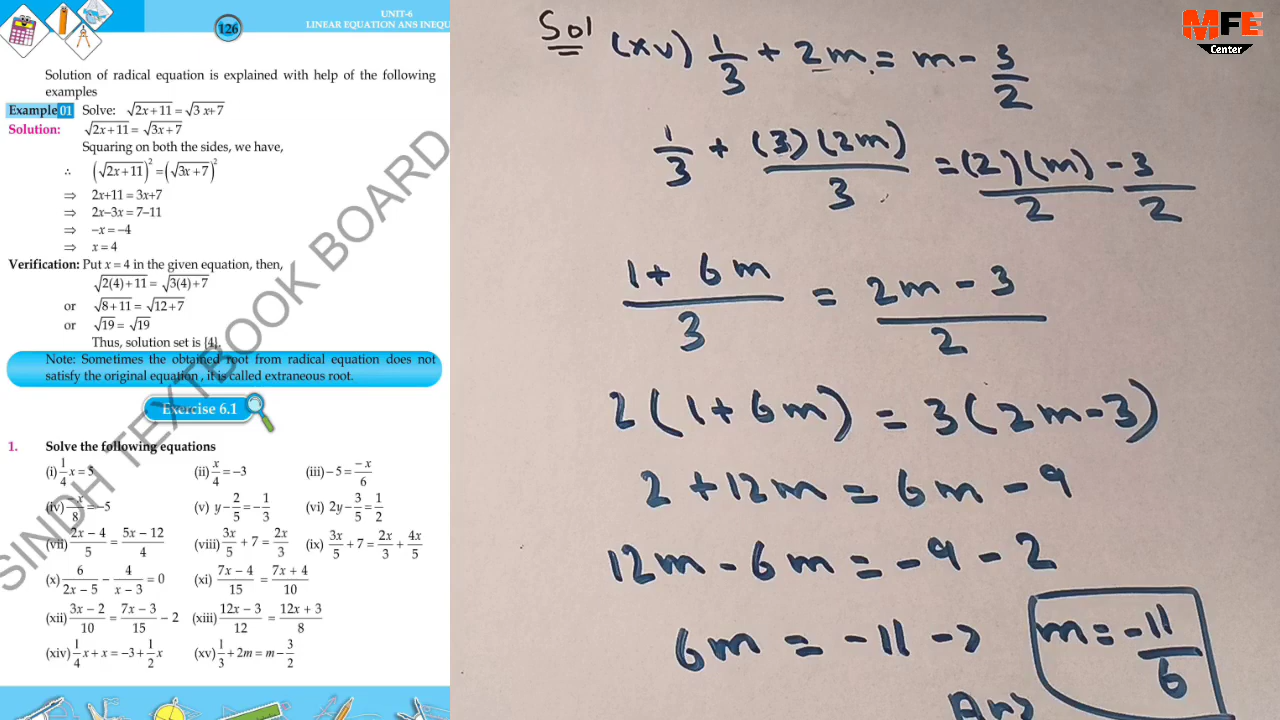 126
UNIT-6
LINEAR EQUATION ANS INEQ
Solution of radical equation is explained with help of the following
examples
Example 01 Solve: √(2x+11) = √(3x+7)
Solution: √(2x+11) = √(3x+7)
Squaring on both the sides, we have,
∴ (√(2x+11))² = (√(3x+7))²
⇒ 2x+11 = 3x+7
⇒ 2x–3x = 7–11
⇒ –x = –4
⇒ x = 4
Verification: Put x = 4 in the given equation, then,
√(2(4)+11) = √(3(4)+7)
or √(8+11) = √(12+7)
or √19 = √19
Thus, solution set is {4}.
Note: Sometimes the obtained root from radical equation does not
satisfy the original equation , it is called extraneous root.
Exercise 6.1
1. Solve the following equations
(i) 1/4 x = 5 (ii) x/4 = –3 (iii) – 5 = –x/6
(iv) –x/8 = –5 (v) y – 2/5 = – 1/3 (vi) 2y – 3/5 = 1/2
(vii) (2x – 4)/5 = (5x – 12)/4 (viii) 3x/5 + 7 = 2x/3 (ix) 3x/5 + 7 = 2x/3 + 4x/5
(x) 6/(2x – 5) – 4/(x – 3) = 0 (xi) (7x – 4)/15 = (7x + 4)/10
(xii) (3x – 2)/10 = (7x – 3)/15 – 2 (xiii) (12x – 3)/12 = (12x + 3)/8
(xiv) 1/4 x + x = –3 + 1/2 x (xv) 1/3 + 2m = m – 3/2
SINDH TEXTBOOK BOARD
MFE
Center
Sol
(xv) 1/3 + 2m = m - 3/2
1/3 + (3)(2m)/3 = (2)(m)/2 - 3/2
(1 + 6m)/3 = (2m - 3)/2
2(1 + 6m) = 3(2m - 3)
2 + 12m = 6m - 9
12m - 6m = -9 - 2
6m = -11 → m = -11/6
Ans